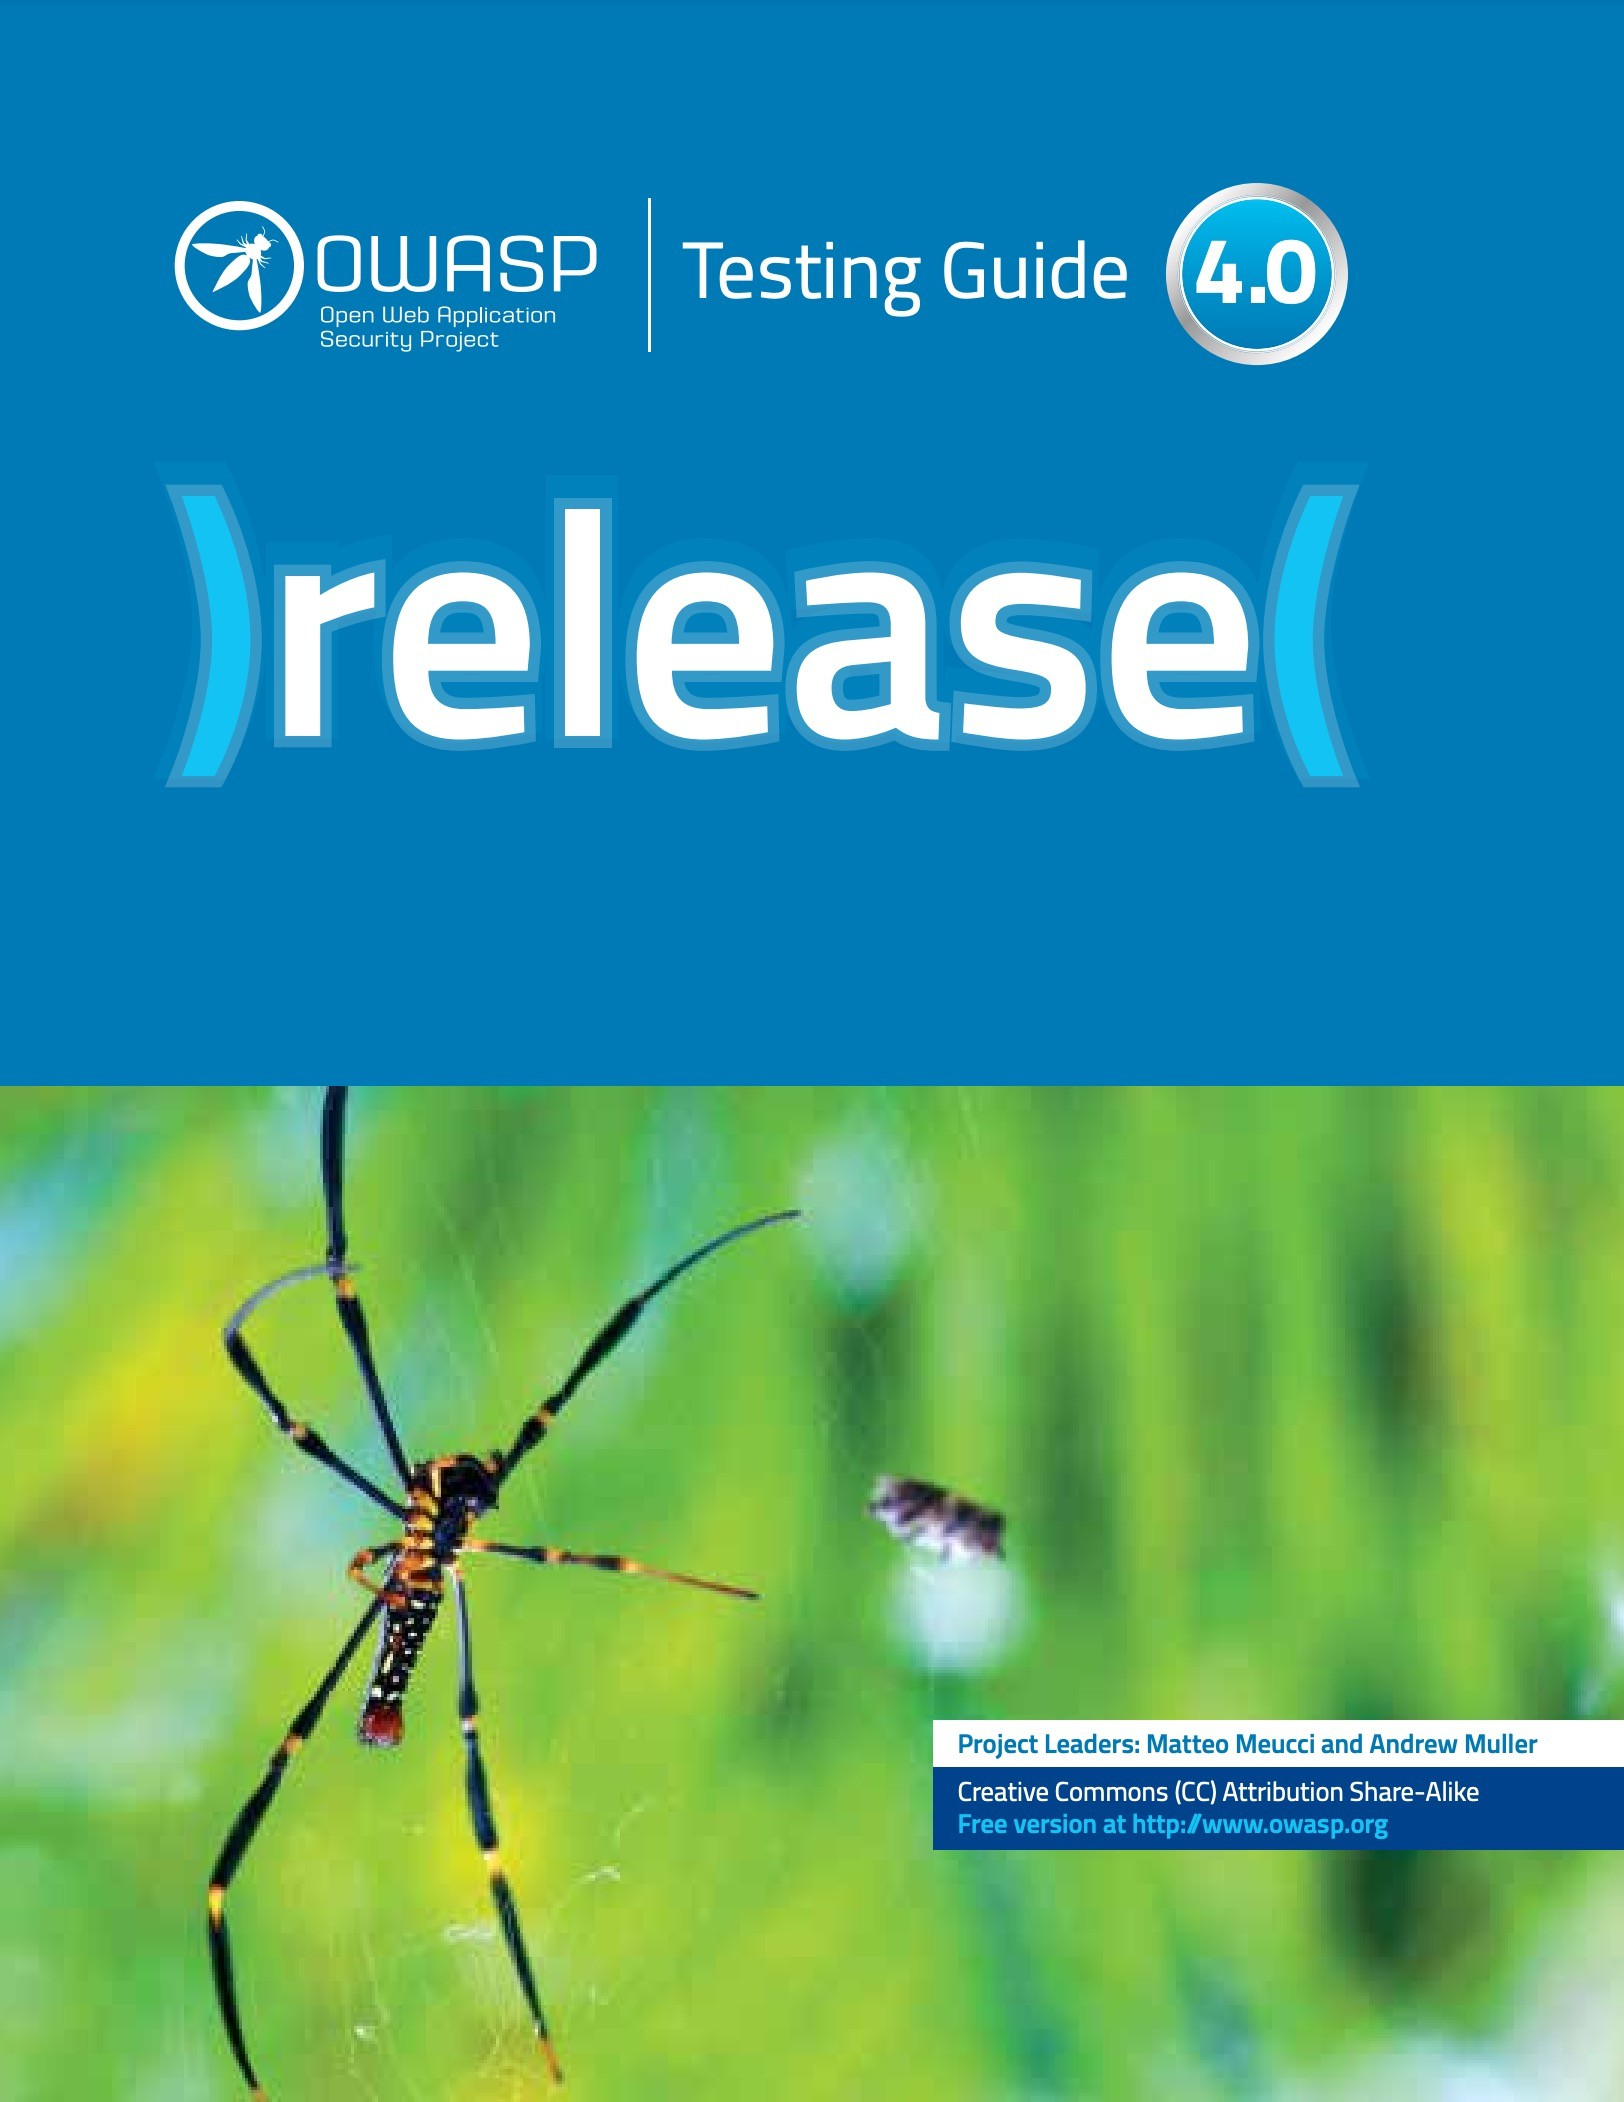 OWASP
Open Web Application
Security Project
Testing Guide
4.0
)release(
Project Leaders: Matteo Meucci and Andrew Muller
Creative Commons (CC) Attribution Share-Alike
Free version at http://www.owasp.org